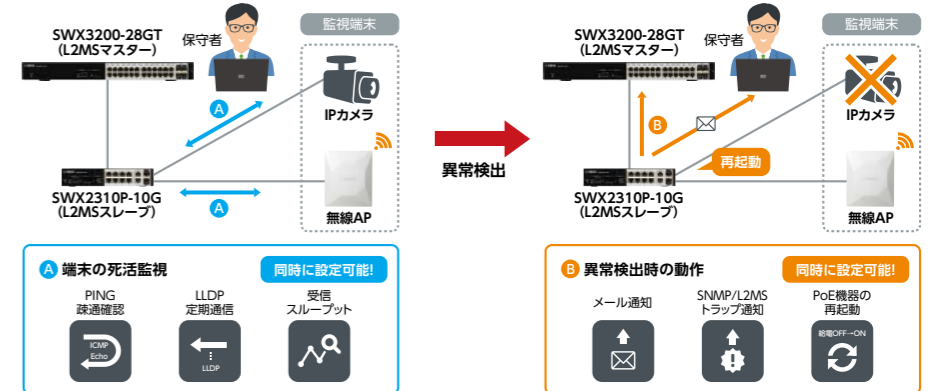 SWX3200-28GT
（L2MSマスター）
保守者
監視端末
A
IPカメラ
A
SWX2310P-10G
（L2MSスレーブ）
無線AP
異常検出
SWX3200-28GT
（L2MSマスター）
保守者
監視端末
B
IPカメラ
再起動
SWX2310P-10G
（L2MSスレーブ）
無線AP
A 端末の死活監視
同時に設定可能!
PING
疎通確認
LLDP
定期通信
受信
スループット
ICMP
Echo
LLDP
B 異常検出時の動作
同時に設定可能!
メール通知
SNMP/L2MS
トラップ通知
PoE機器の
再起動
給電OFF→ON